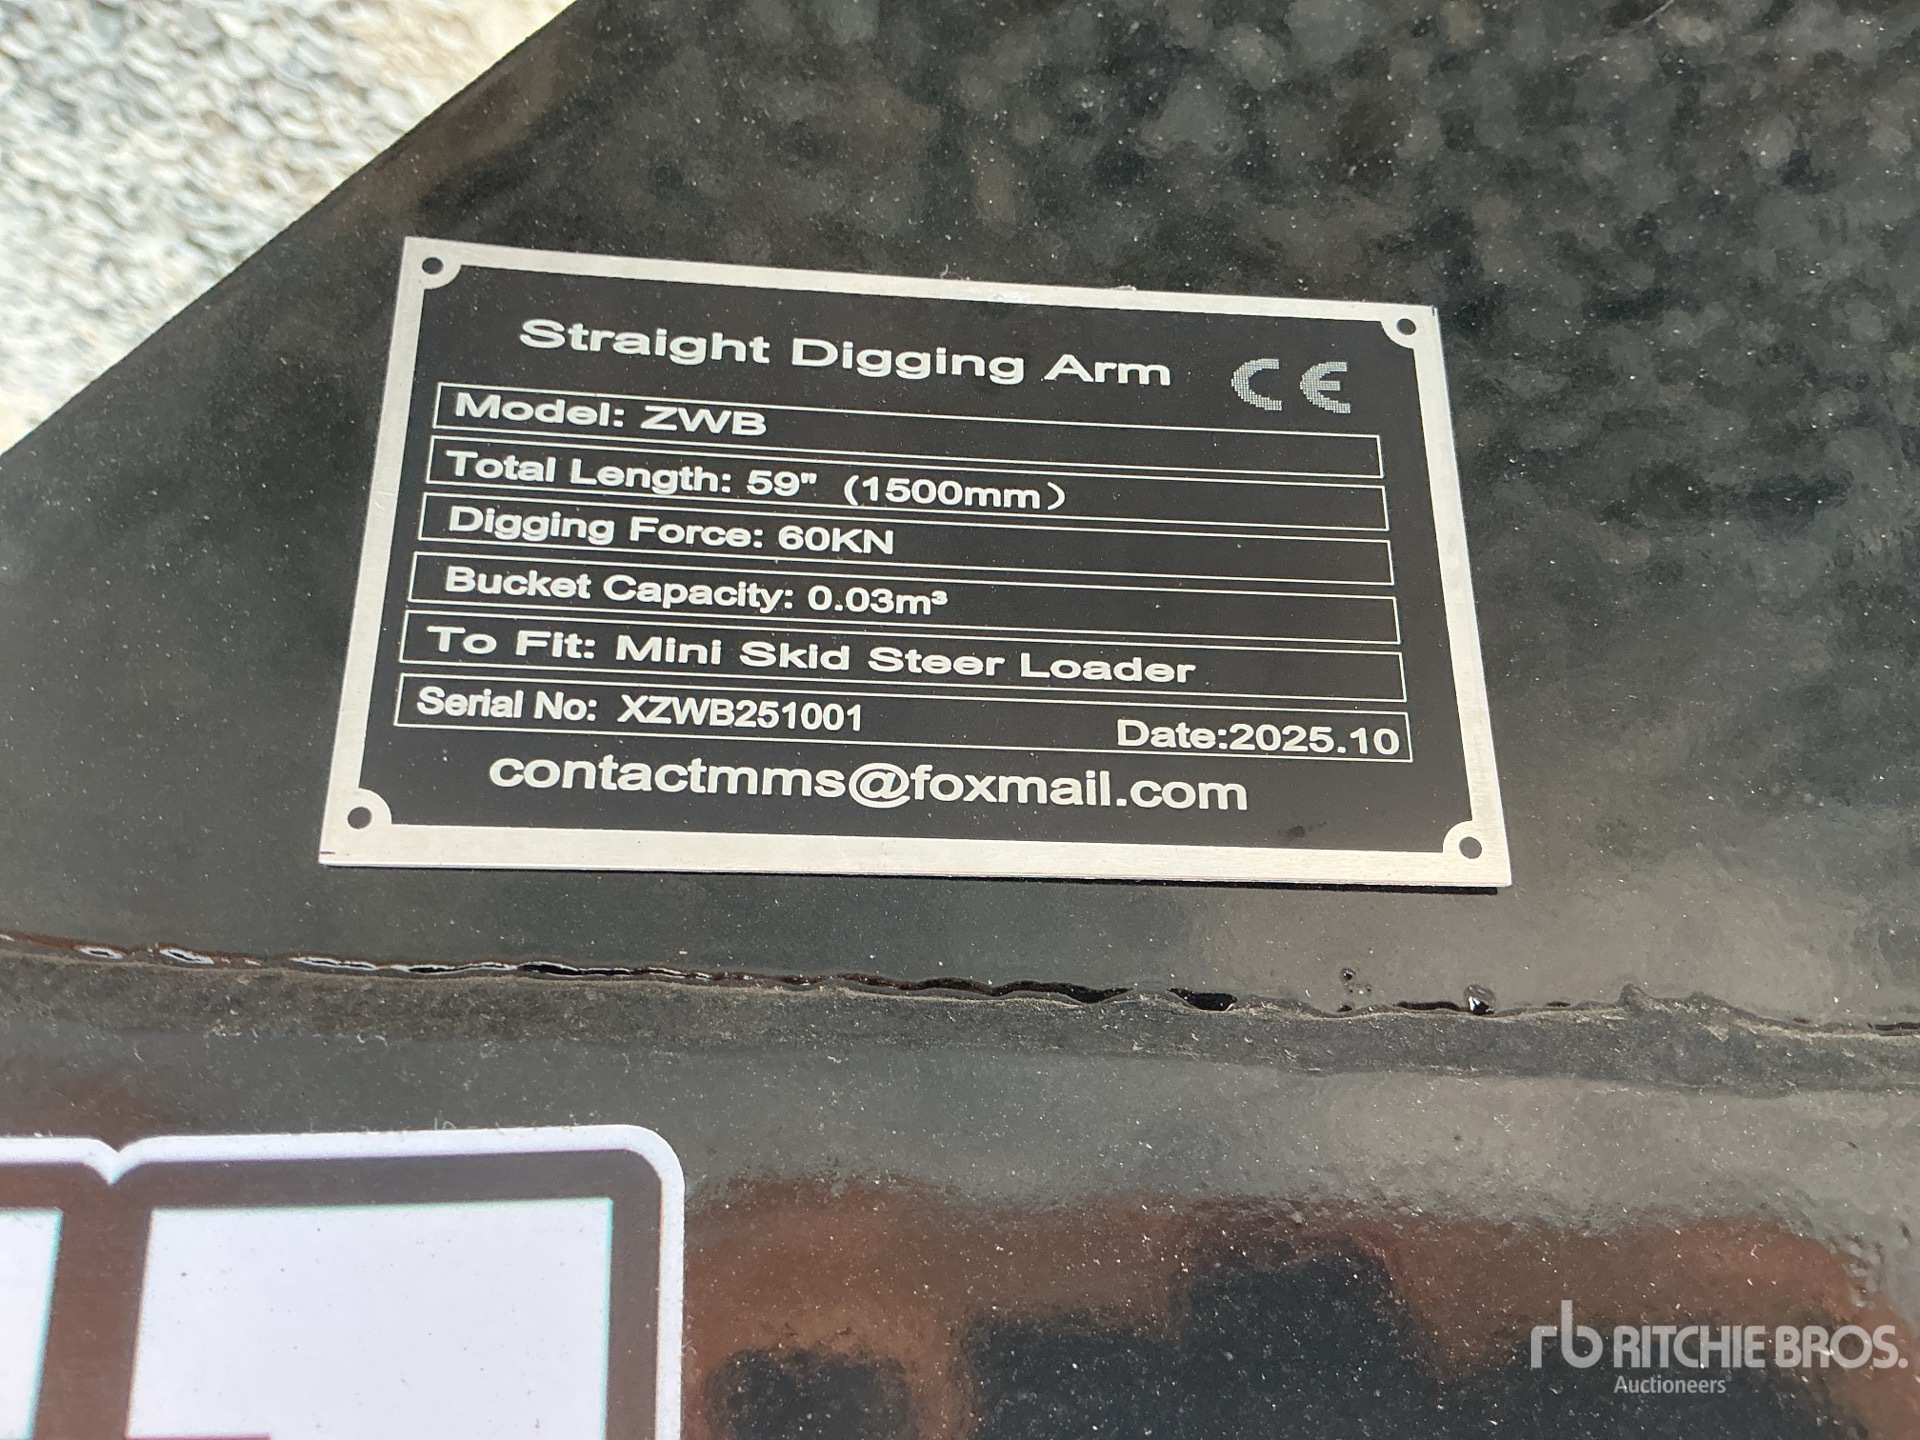 Straight Digging Arm CE
Model: ZWB
Total Length: 59" (1500mm)
Digging Force: 60KN
Bucket Capacity: 0.03m³
To Fit: Mini Skid Steer Loader
Serial No: XZWB251001 Date:2025.10
contactmms@foxmail.com
rb RITCHIE BROS.
Auctioneers